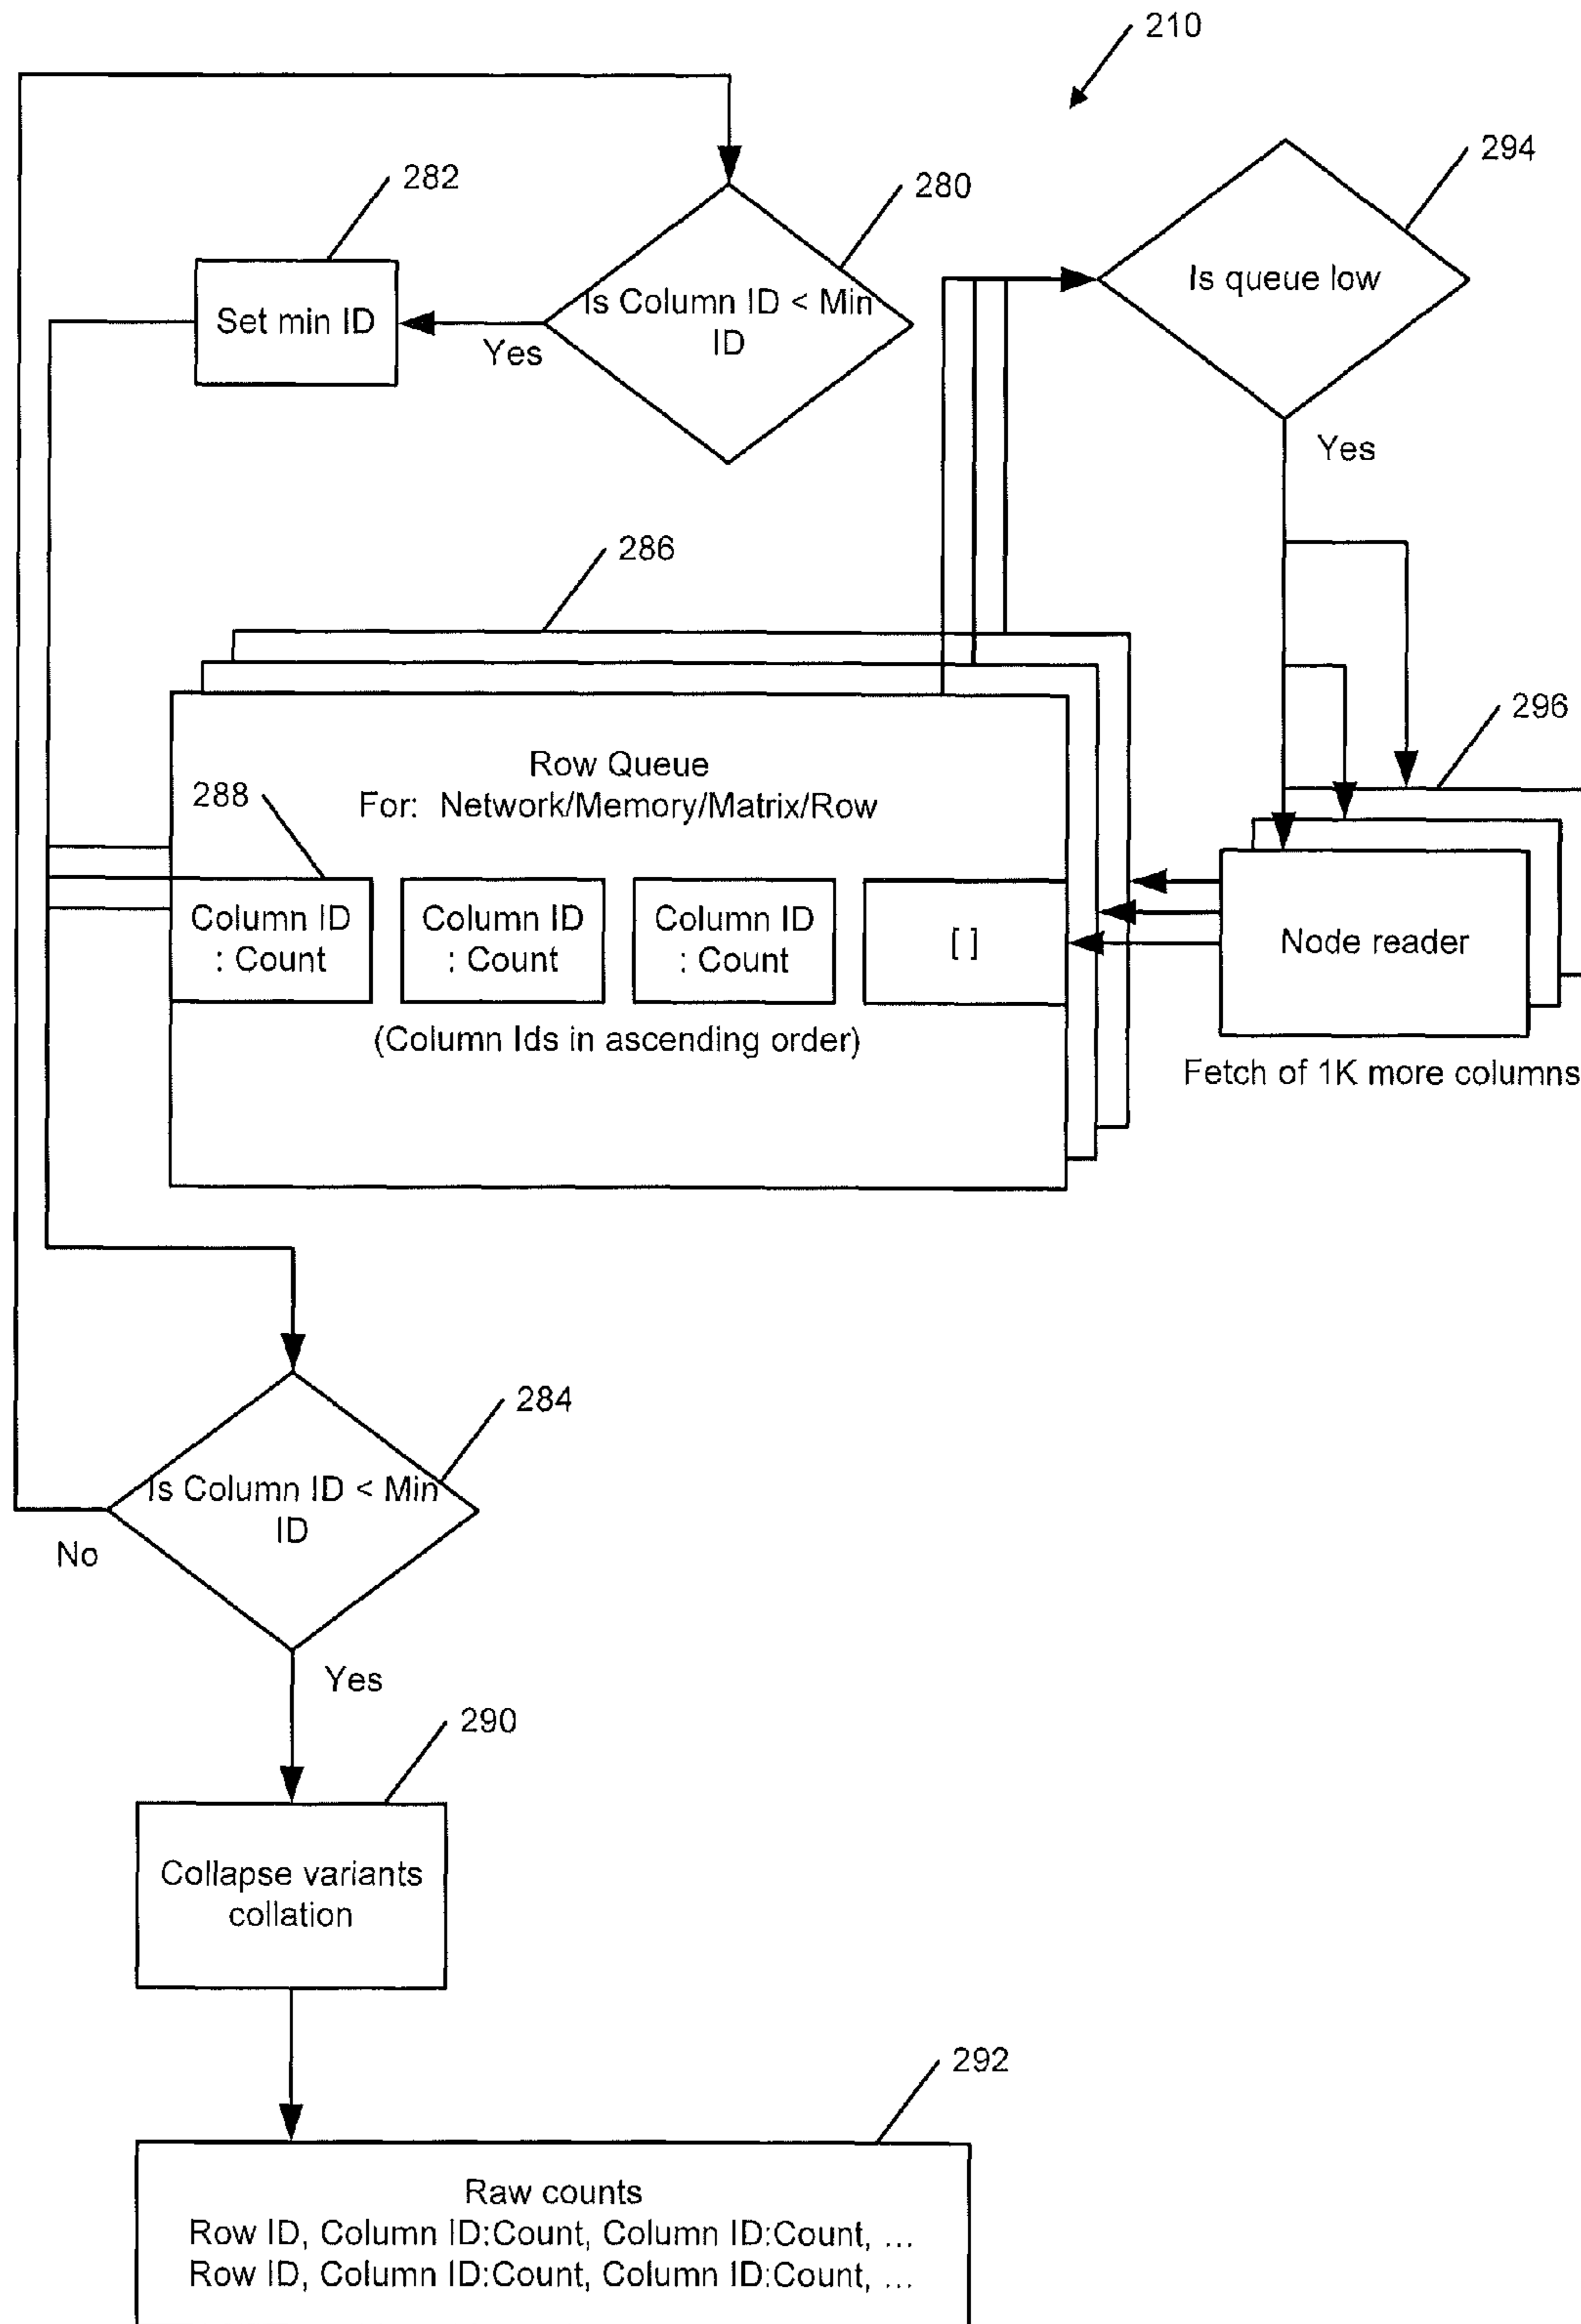 210
294
282
280
Is queue low
Set min ID
Is Column ID < Min
ID
Yes
Yes
286
296
Row Queue
288
For: Network/Memory/Matrix/Row
Column ID
: Count
Column ID
: Count
Column ID
: Count
[ ]
Node reader
(Column Ids in ascending order)
Fetch of 1K more columns
284
Is Column ID < Min
ID
No
Yes
290
Collapse variants
collation
292
Raw counts
Row ID, Column ID:Count, Column ID:Count, ...
Row ID, Column ID:Count, Column ID:Count, ...